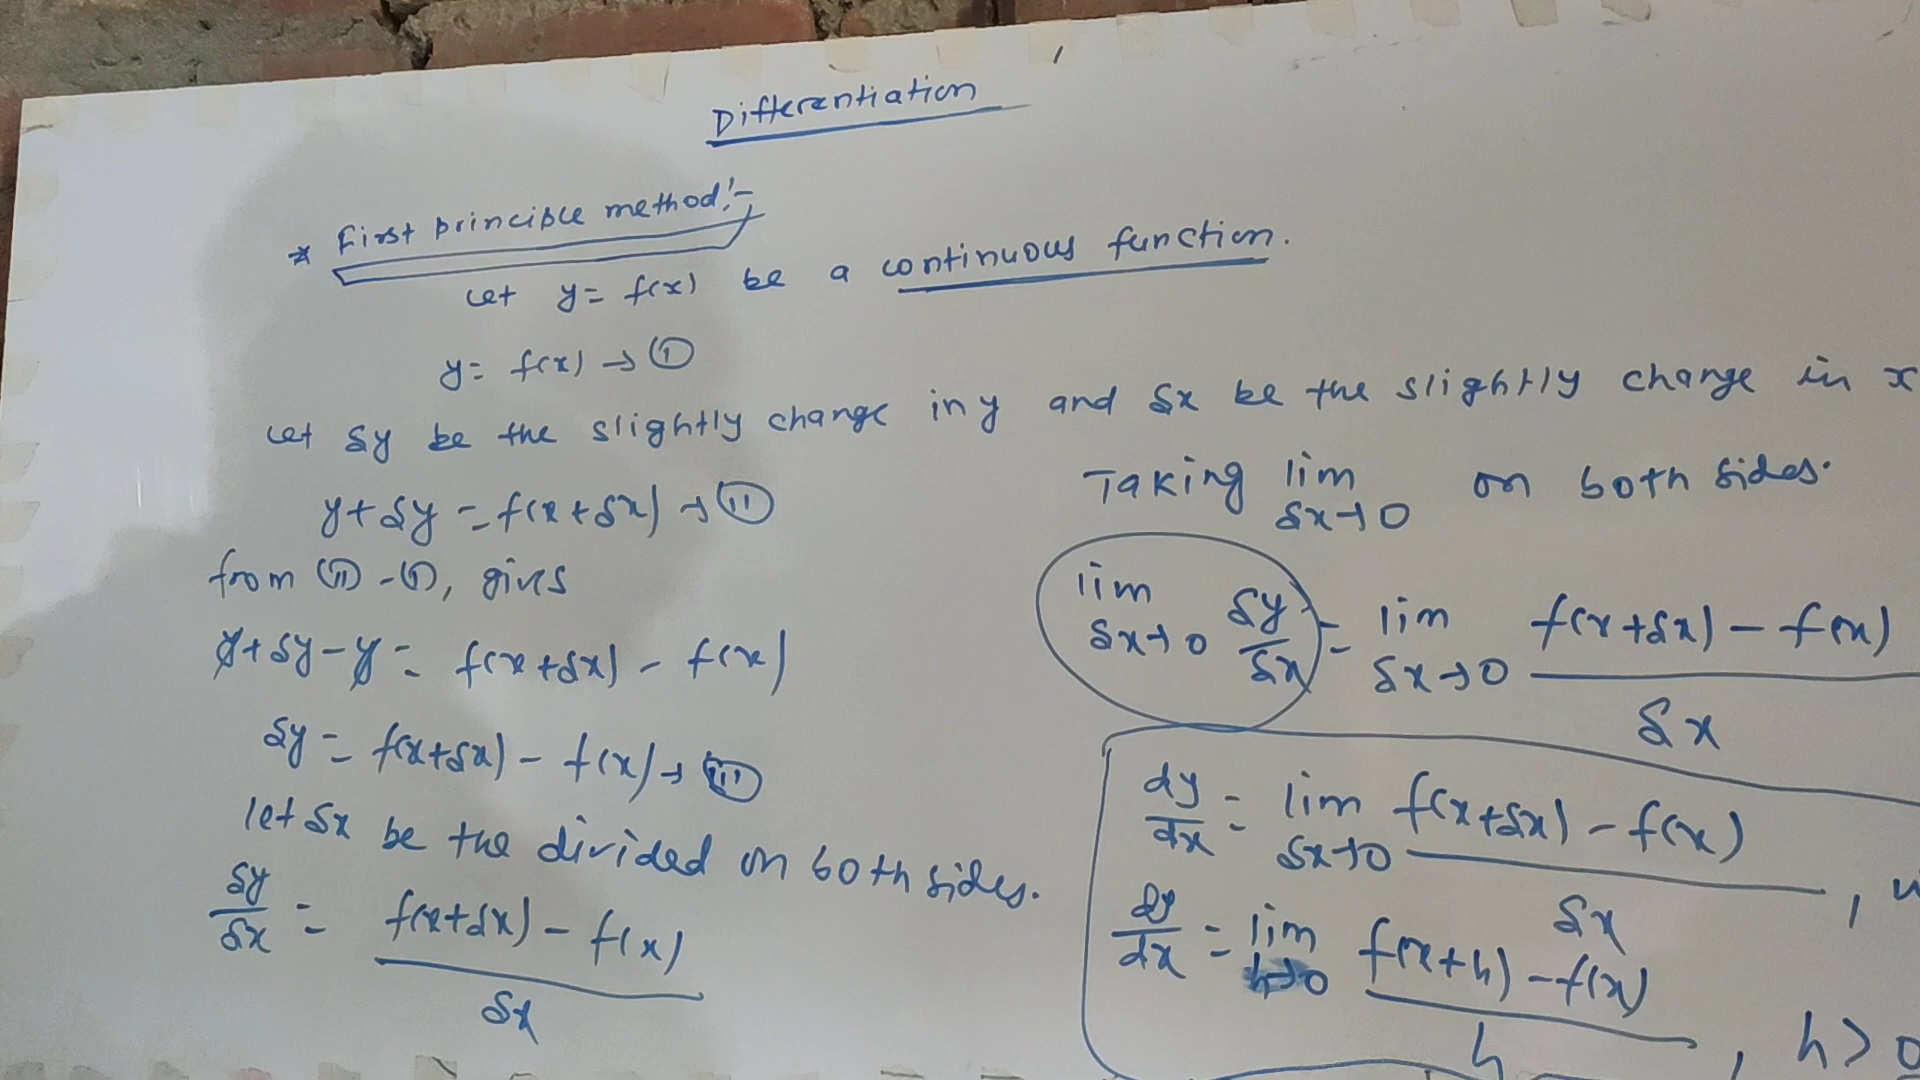 Differentiation
* First principle method:-
Let y = f(x) be a continuous function.
y = f(x) → (I)
Let δy be the slightly change in y and δx be the slightly change in x
y+δy = f(x+δx) → (II)
from (II) - (I), gives
y+δy-y = f(x+δx) - f(x)
δy = f(x+δx) - f(x) → (III)
let δx be the divided on both sides.
δy/δx = f(x+δx) - f(x) / δx
Taking lim δx→0 on both sides.
lim δx→0 δy/δx = lim δx→0 f(x+δx) - f(x) / δx
dy/dx = lim δx→0 f(x+δx) - f(x) / δx ,
dy/dx = lim h→0 f(x+h) - f(x) / h , h>0